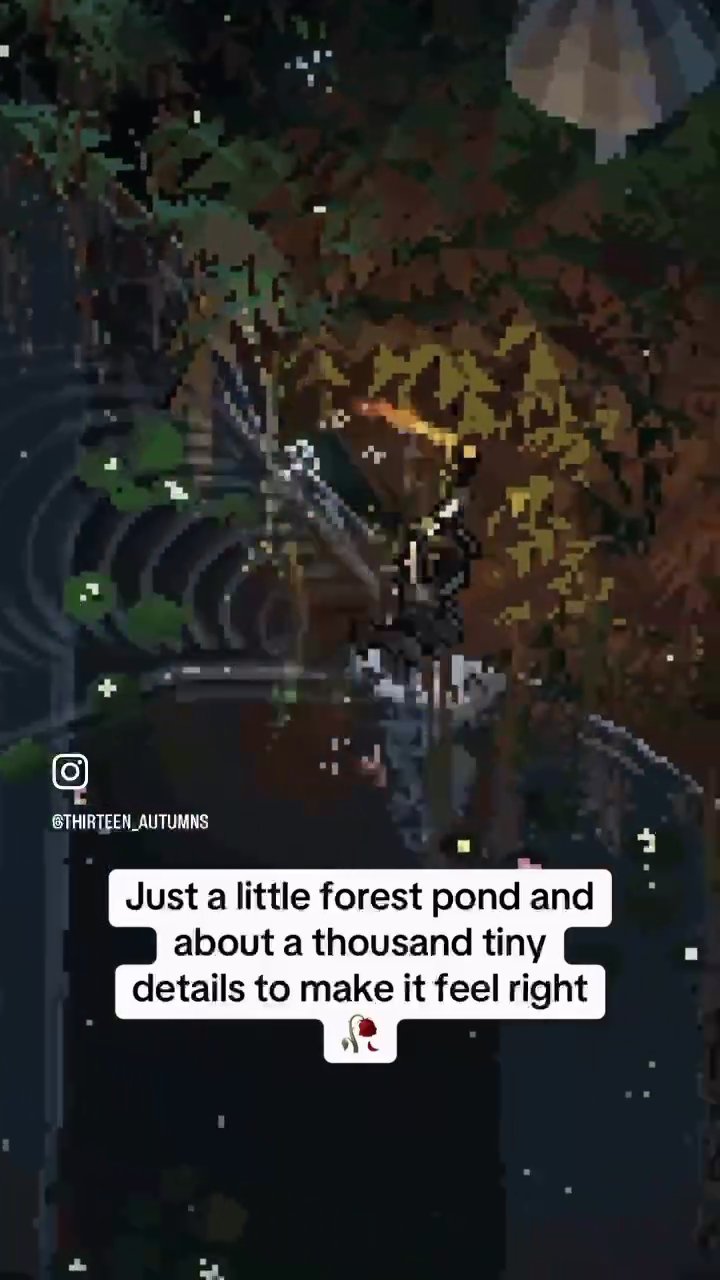 @THIRTEEN_AUTUMNS
Just a little forest pond and
about a thousand tiny
details to make it feel right
🥀